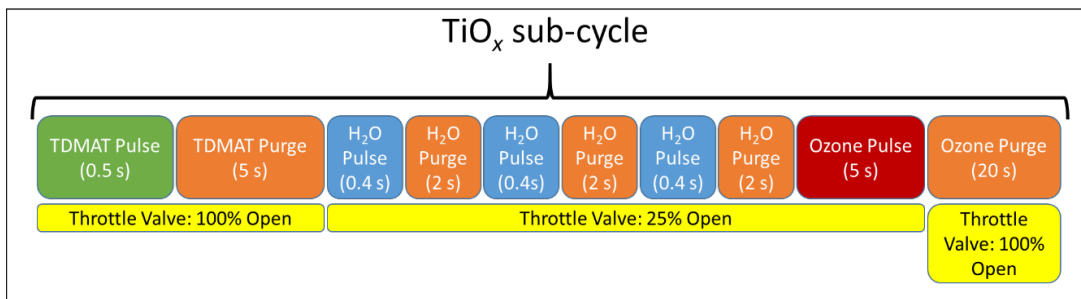 TiOₓ sub-cycle
TDMAT Pulse
(0.5 s)
TDMAT Purge
(5 s)
H₂O
Pulse
(0.4 s)
H₂O
Purge
(2 s)
H₂O
Pulse
(0.4s)
H₂O
Purge
(2 s)
H₂O
Pulse
(0.4 s)
H₂O
Purge
(2 s)
Ozone Pulse
(5 s)
Ozone Purge
(20 s)
Throttle Valve: 100% Open
Throttle Valve: 25% Open
Throttle
Valve: 100%
Open